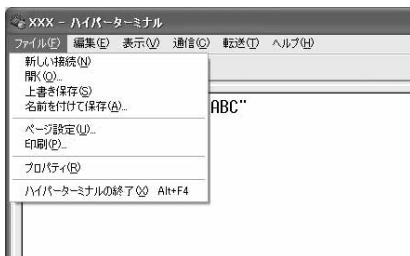 XXX - ハイパーターミナル
ファイル(F) 編集(E) 表示(V) 通信(C) 転送(T) ヘルプ(H)
新しい接続(N)
開く(O)...
上書き保存(S)
名前を付けて保存(A)...
ABC"
ページ設定(U)...
印刷(P)...
プロパティ(R)
ハイパーターミナルの終了(X) Alt+F4